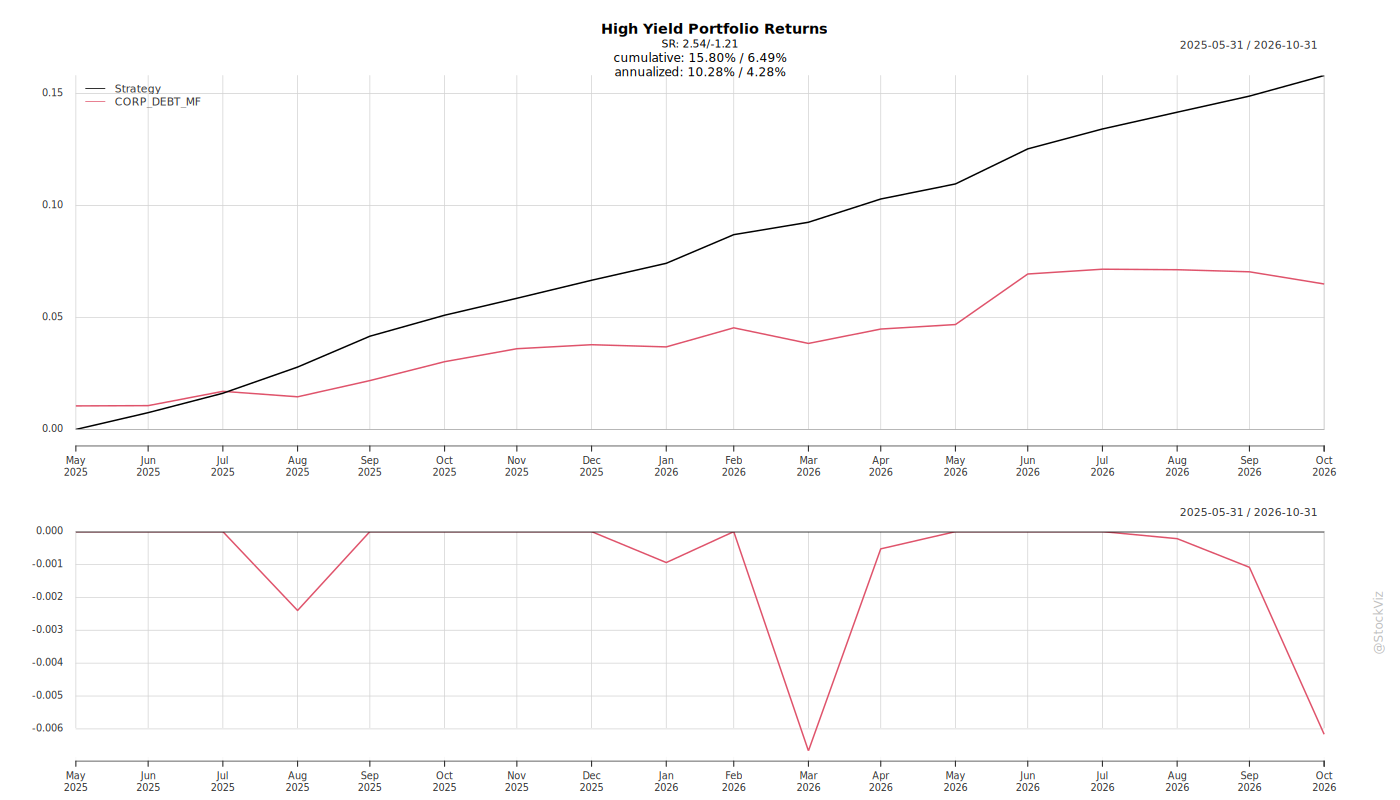 High Yield Portfolio Returns
SR: 2.54/-1.21
cumulative: 15.80% / 6.49%
annualized: 10.28% / 4.28%
2025-05-31 / 2026-10-31
Strategy
CORP_DEBT_MF
0.15
0.10
0.05
0.00
May Jun Jul Aug Sep Oct Nov Dec Jan Feb Mar Apr May Jun Jul Aug Sep Oct
2025 2025 2025 2025 2025 2025 2025 2025 2026 2026 2026 2026 2026 2026 2026 2026 2026 2026
2025-05-31 / 2026-10-31
0.000
-0.001
-0.002
-0.003
-0.004
-0.005
-0.006
May Jun Jul Aug Sep Oct Nov Dec Jan Feb Mar Apr May Jun Jul Aug Sep Oct
2025 2025 2025 2025 2025 2025 2025 2025 2026 2026 2026 2026 2026 2026 2026 2026 2026 2026
@StockViz